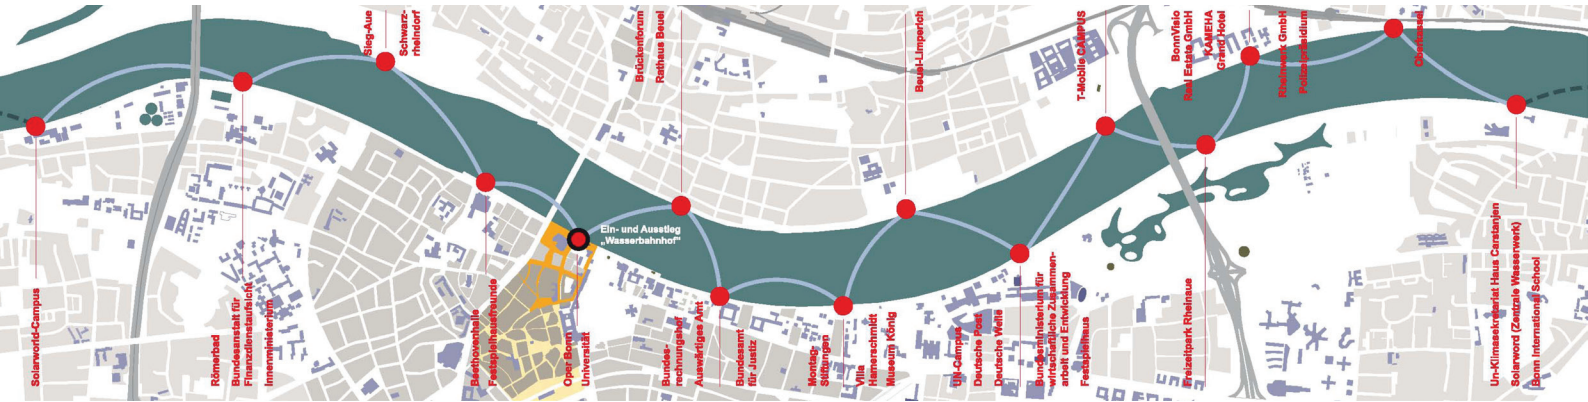 Solarworld-Campus
Römerbad
Bundesanstalt für
Finanzdienstaufsicht
Innenministerium
Sieg-Aue
Schwarz-
rheindorf
Beethovenhalle
Festspielhausfreunde
Oper Bonn
Universität
Ein- und Ausstieg
„Wasserbahnhof"
Brückenforum
Rathaus Beuel
Bundes-
rechnungshof
Auswärtiges Amt
Bundesamt
für Justiz
Montag-
Stiftungen
Villa
Hamerschmidt
Museum König
Beuel-Limperich
UN-Campus
Deutsche Post
Deutsche Welle
Bundesministerium für
wirtschaftliche Zusammen-
arbeit und Entwicklung
Festspielhaus
T-Mobile CAMPUS
Freizeitpark Rheinaue
BonnVisio
Real Estate GmbH
KAMEHA
Grand Hotel
Rheinwerk GmbH
Polizeipräsidium
Oberkassel
Un-Klimasekretariat Haus Carstanjen
Solarword (Zentrale Wasserwerk)
Bonn International School